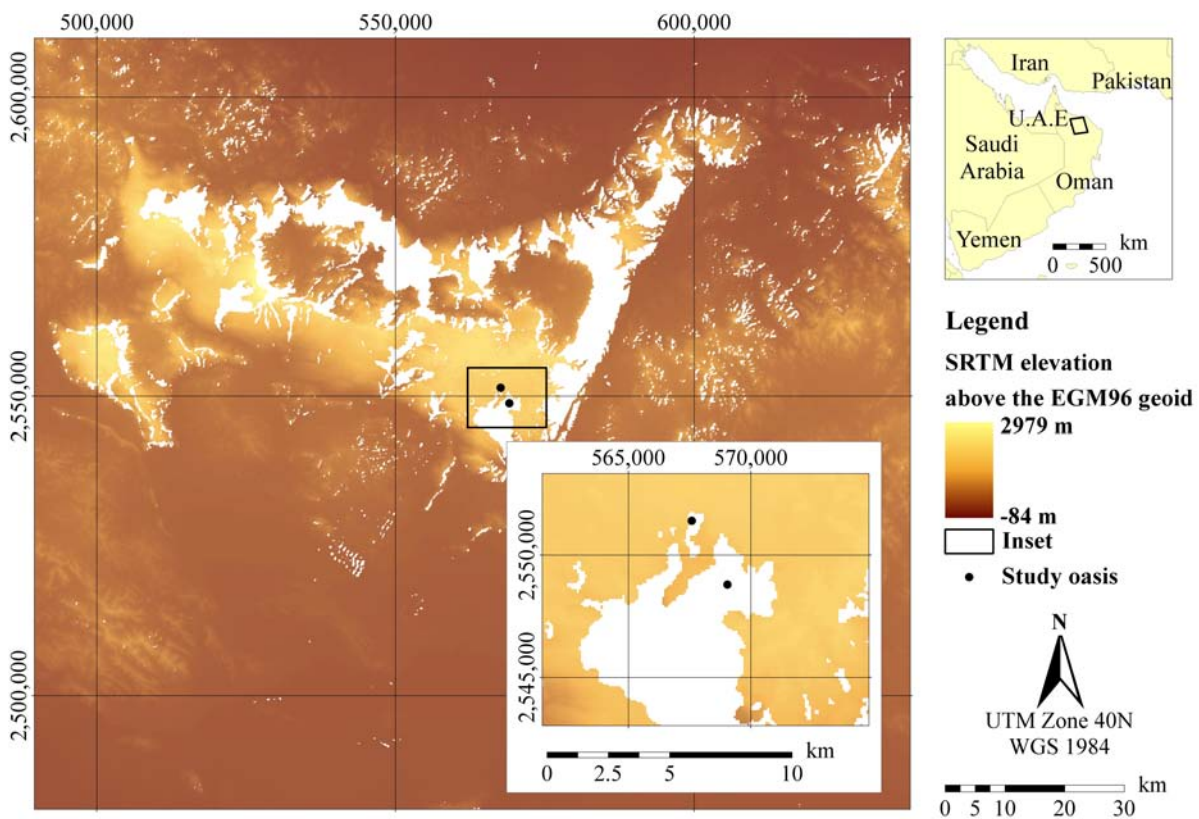 500,000
550,000
600,000
2,600,000
2,550,000
2,500,000
565,000
570,000
2,550,000
2,545,000
km
0
2.5
5
10
Iran
Pakistan
U.A.E
Saudi
Arabia
Oman
Yemen
km
0
500
Legend
SRTM elevation
above the EGM96 geoid
2979 m
-84 m
Inset
Study oasis
N
UTM Zone 40N
WGS 1984
km
0 5 10 20 30